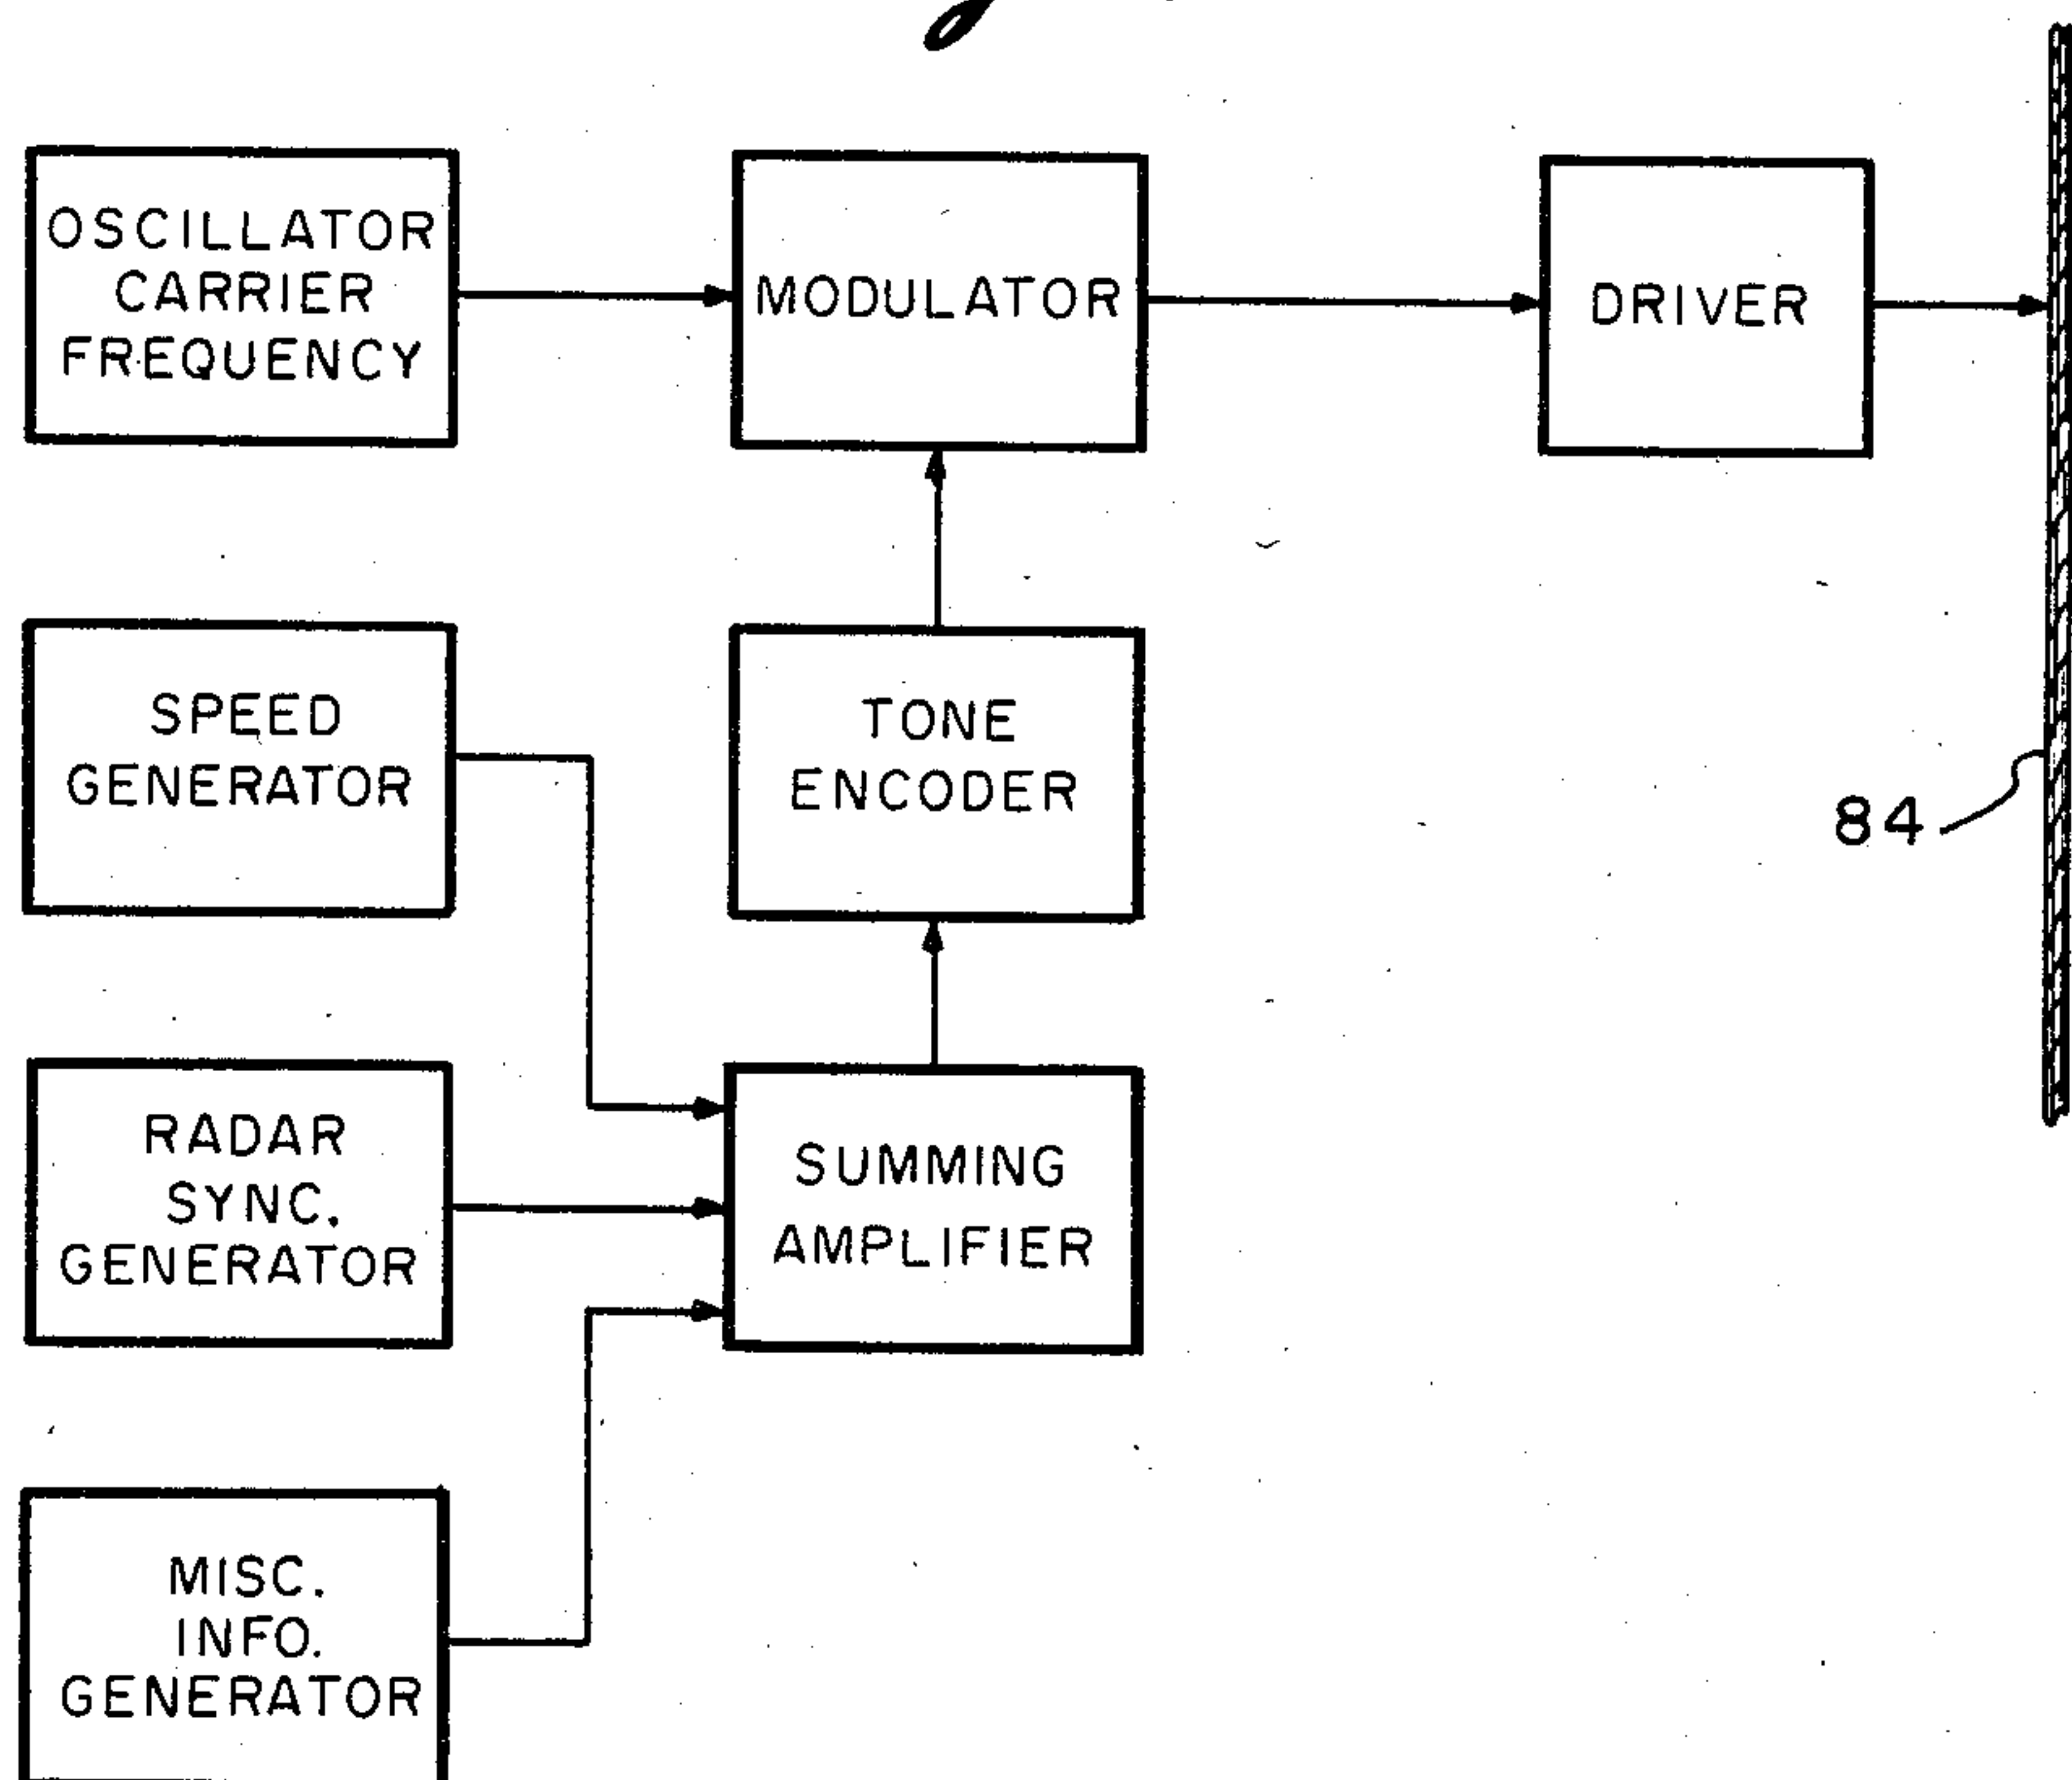 OSCILLATOR
CARRIER
FREQUENCY
MODULATOR
DRIVER
SPEED
GENERATOR
TONE
ENCODER
84
RADAR
SYNC.
GENERATOR
SUMMING
AMPLIFIER
MISC.
INFO.
GENERATOR